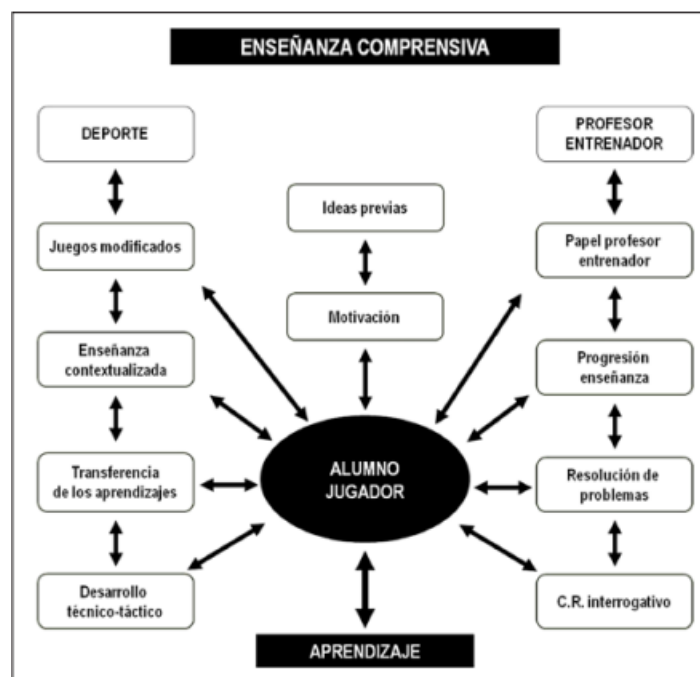 ENSEÑANZA COMPRENSIVA
DEPORTE
PROFESOR
ENTRENADOR
Ideas previas
Juegos modificados
Papel profesor
entrenador
Motivación
Enseñanza
contextualizada
Progresión
enseñanza
ALUMNO
JUGADOR
Transferencia
de los aprendizajes
Resolución de
problemas
Desarrollo
técnico-táctico
C.R. interrogativo
APRENDIZAJE